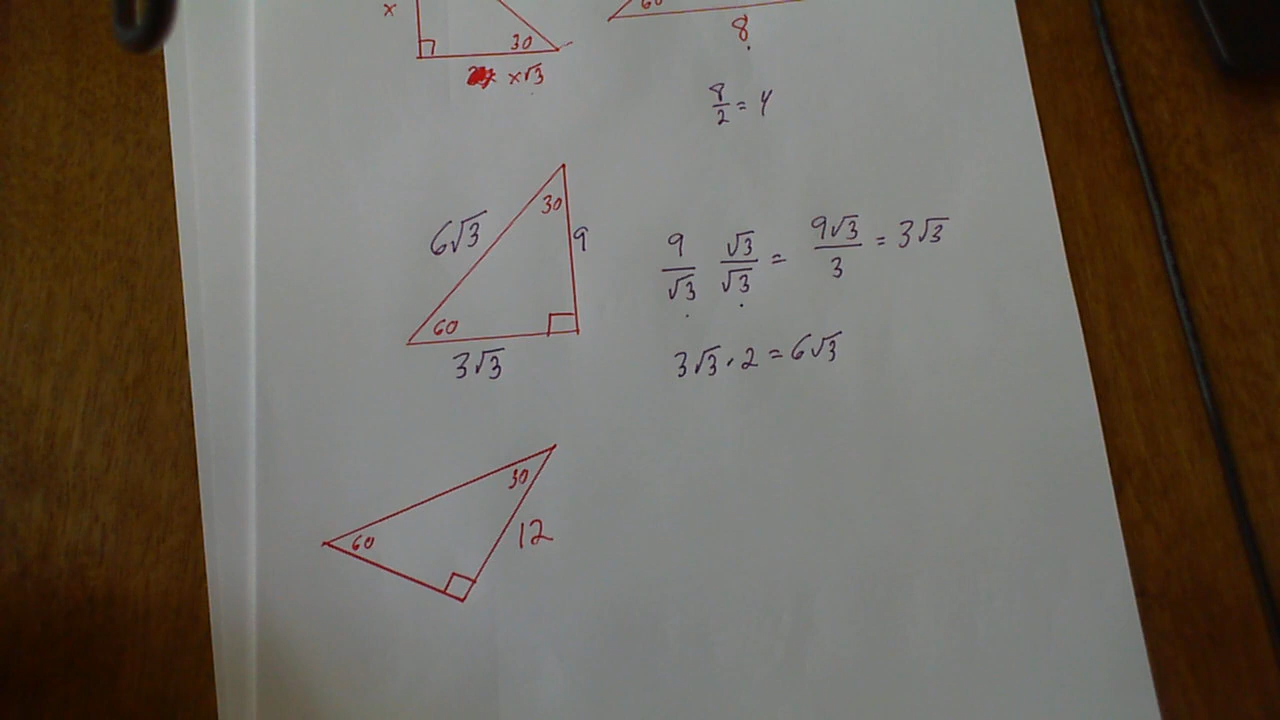 x
30
x√3
60
8
8/2 = 4
30
6√3
9
60
3√3
9/√3 √3/√3 = 9√3/3 = 3√3
3√3 · 2 = 6√3
30
60
12